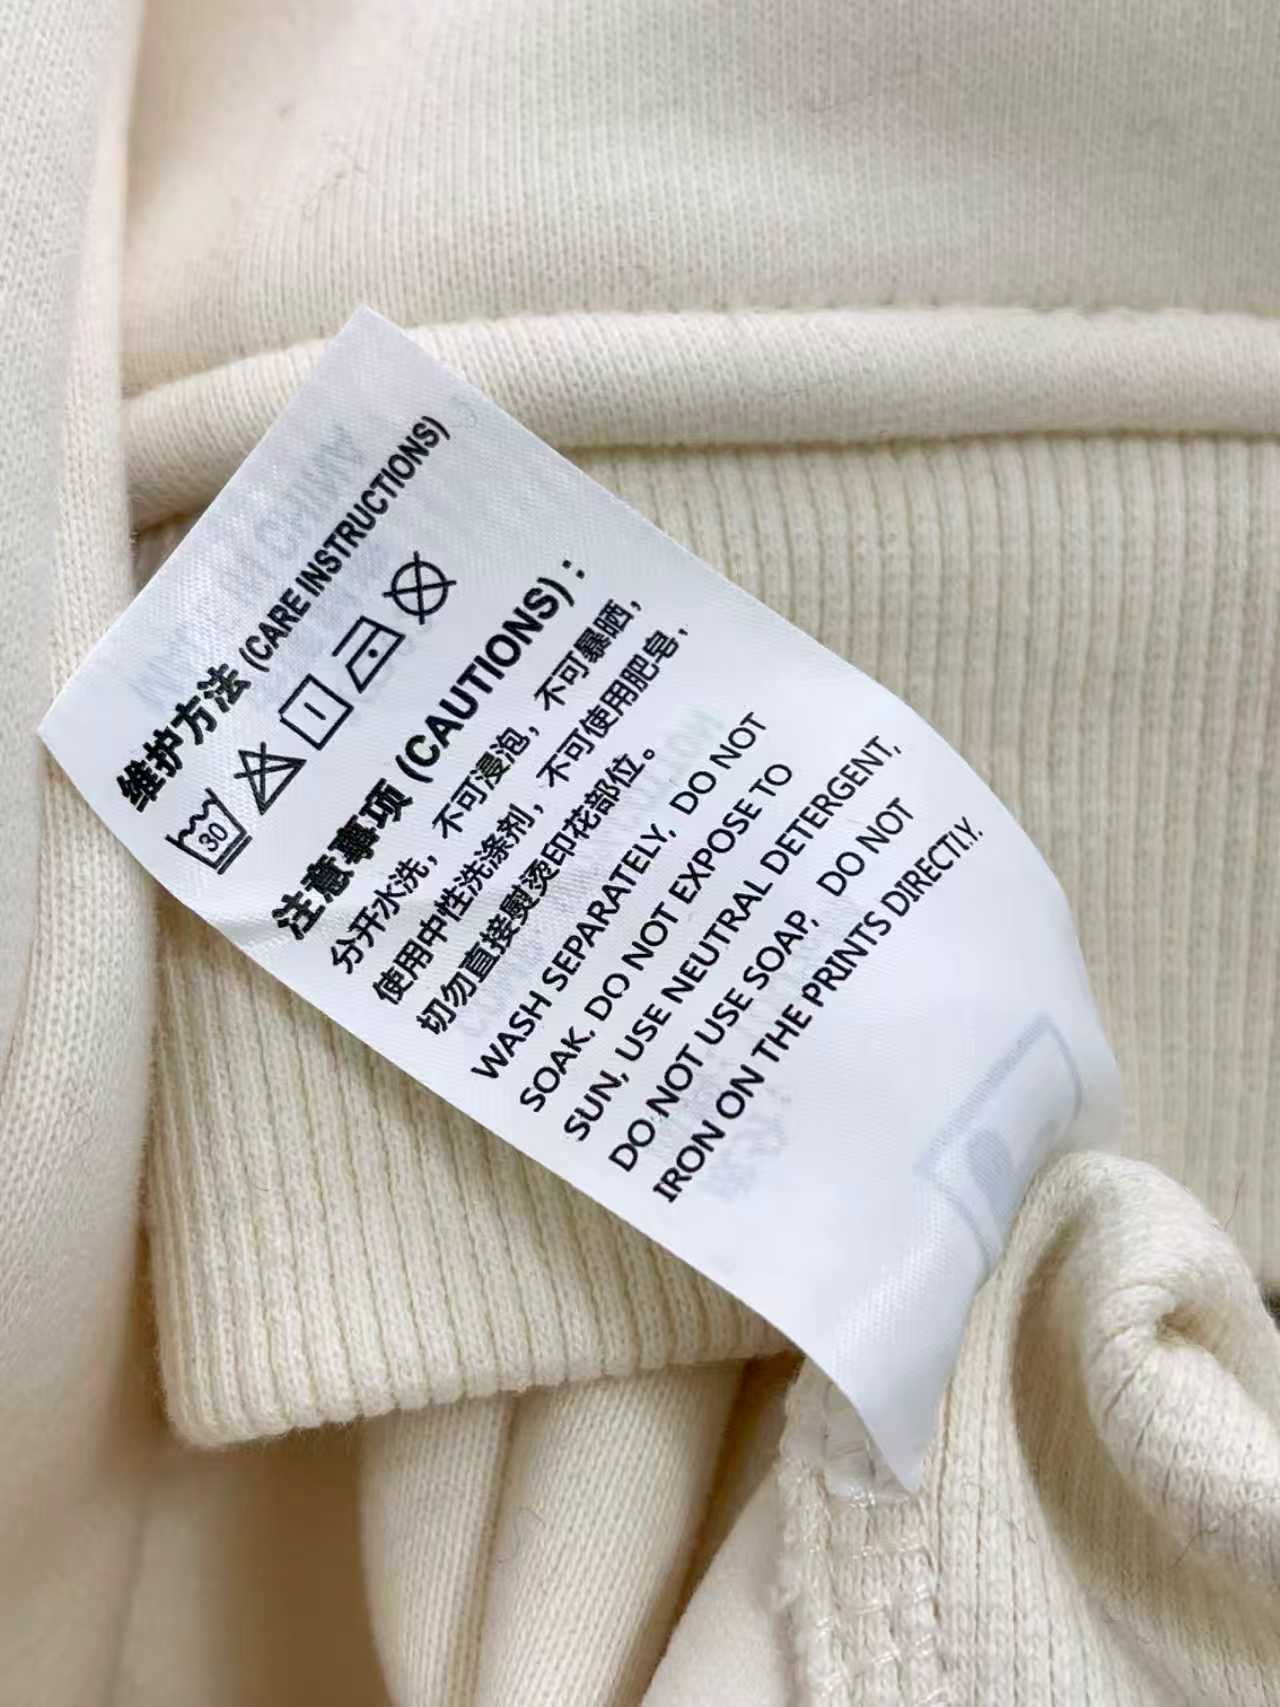 维护方法 (CARE INSTRUCTIONS)
30
注意事项 (CAUTIONS) :
分开水洗，不可浸泡，不可暴晒，
使用中性洗涤剂，不可使用肥皂，
切勿直接熨烫印花部位。
WASH SEPARATELY, DO NOT
SOAK, DO NOT EXPOSE TO
SUN, USE NEUTRAL DETERGENT,
DO NOT USE SOAP, DO NOT
IRON ON THE PRINTS DIRECTLY.